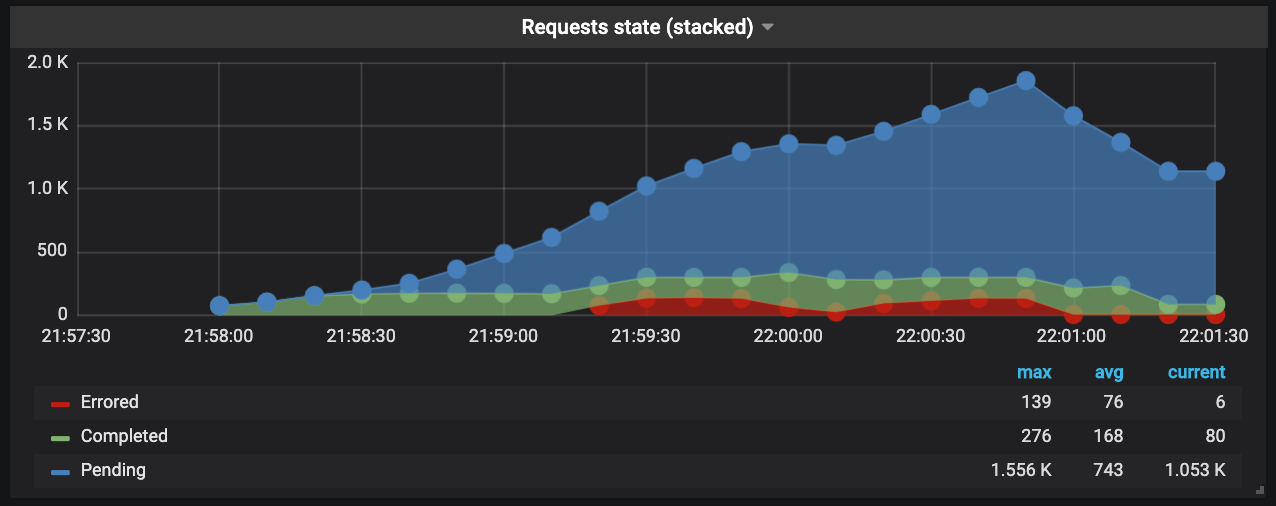 Requests state (stacked)
2.0 K
1.5 K
1.0 K
500
0
21:57:30 21:58:00 21:58:30 21:59:00 21:59:30 22:00:00 22:00:30 22:01:00 22:01:30
max avg current
Errored 139 76 6
Completed 276 168 80
Pending 1.556 K 743 1.053 K